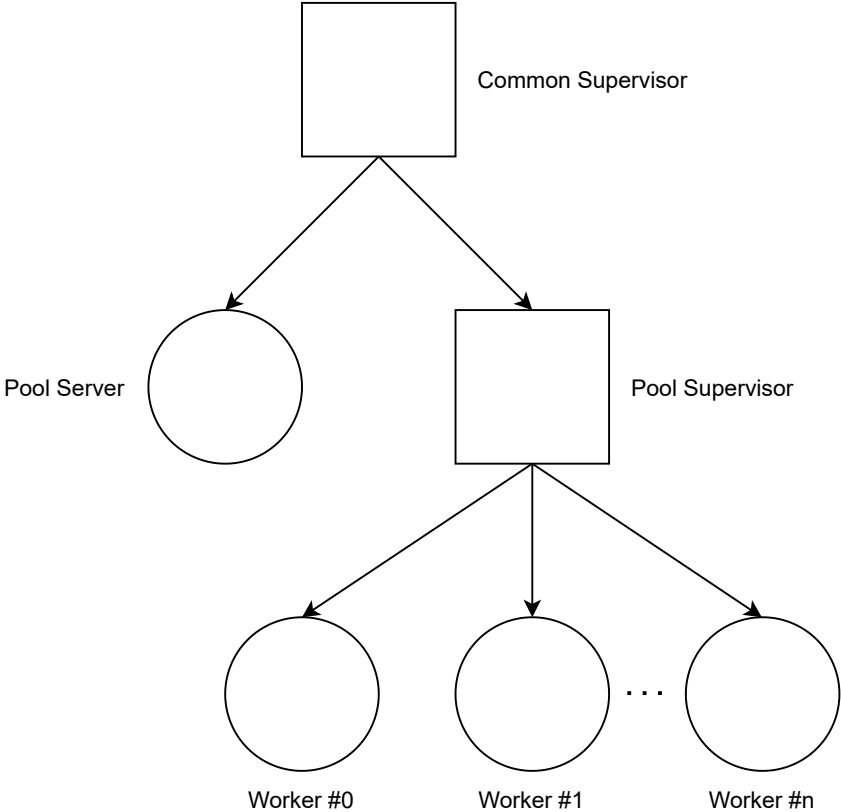 Common Supervisor
Pool Server
Pool Supervisor
. . .
Worker #0
Worker #1
Worker #n